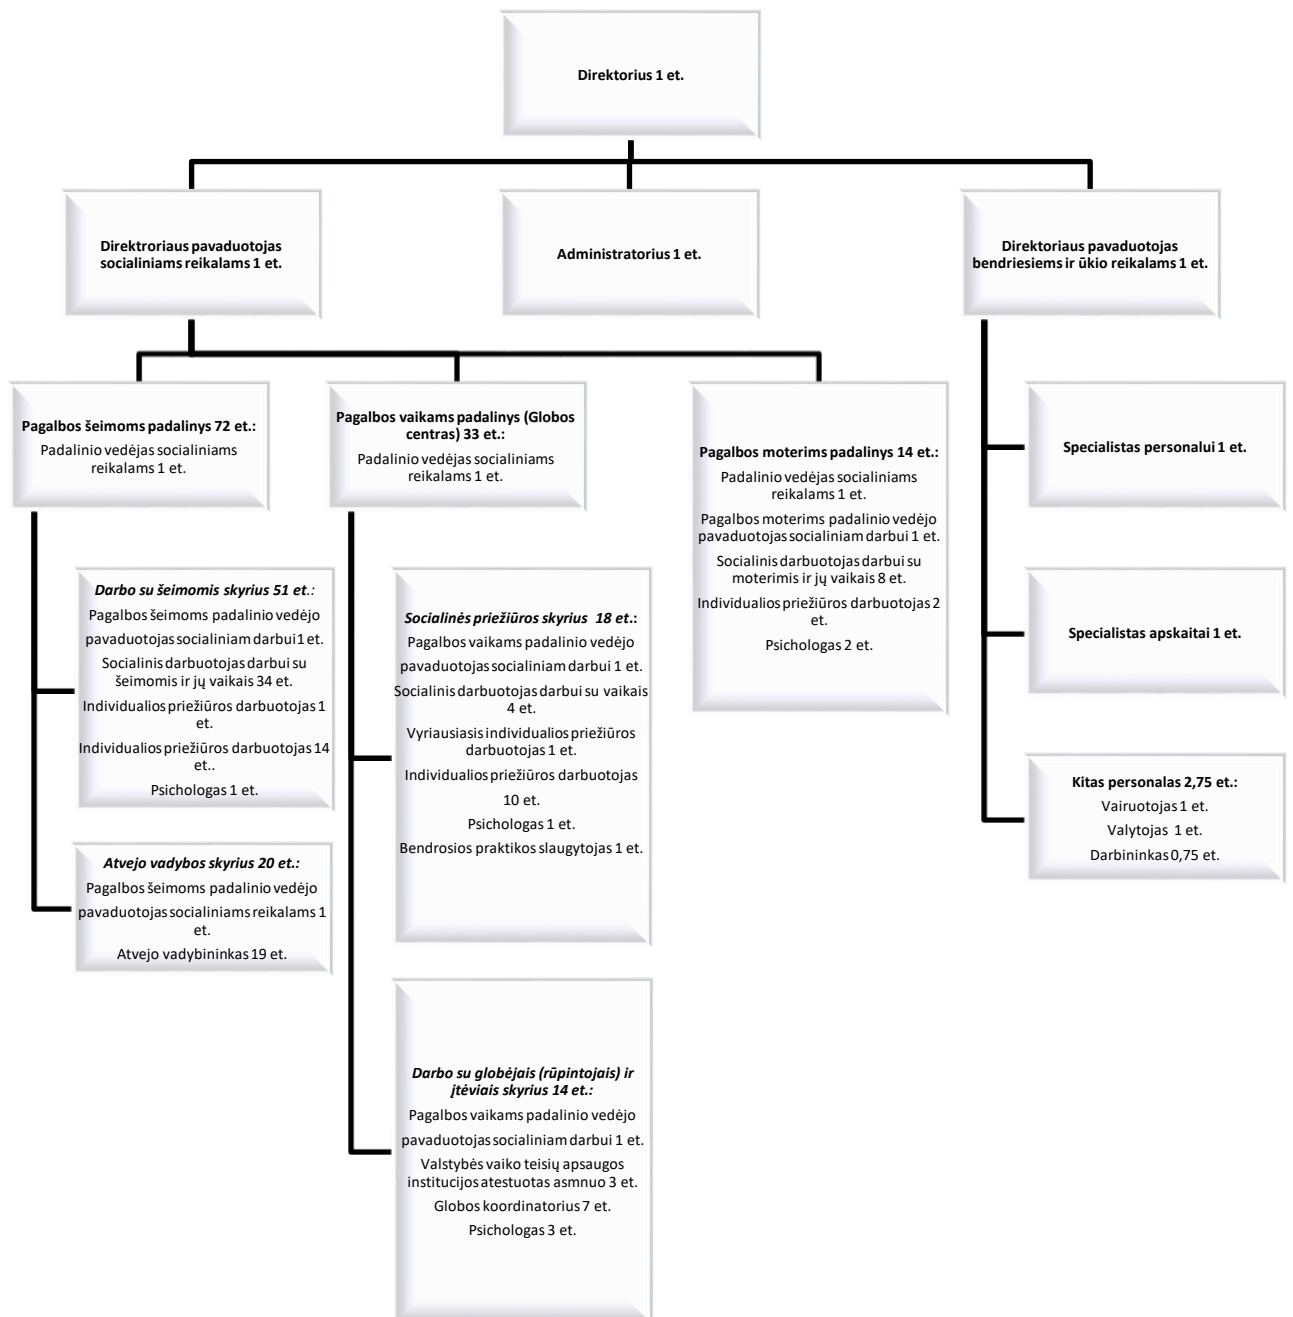 Direktorius 1 et.
Direktroriaus pavaduotojas
socialiniams reikalams 1 et.
Administratorius 1 et.
Direktoriaus pavaduotojas
bendriesiems ir ūkio reikalams 1 et.
Pagalbos šeimoms padalinys 72 et.:
Padalinio vedėjas socialiniams
reikalams 1 et.
Darbo su šeimomis skyrius 51 et.:
Pagalbos šeimoms padalinio vedėjo
pavaduotojas socialiniam darbui 1 et.
Socialinis darbuotojas darbui su
šeimomis ir jų vaikais 34 et.
Individualios priežiūros darbuotojas 1
et.
Individualios priežiūros darbuotojas 14
et..
Psichologas 1 et.
Atvejo vadybos skyrius 20 et.:
Pagalbos šeimoms padalinio vedėjo
pavaduotojas socialiniams reikalams 1
et.
Atvejo vadybininkas 19 et.
Pagalbos vaikams padalinys (Globos
centras) 33 et.:
Padalinio vedėjas socialiniams
reikalams 1 et.
Socialinės priežiūros skyrius 18 et.:
Pagalbos vaikams padalinio vedėjo
pavaduotojas socialiniam darbui 1 et.
Socialinis darbuotojas darbui su vaikais
4 et.
Vyriausiasis individualios priežiūros
darbuotojas 1 et.
Individualios priežiūros darbuotojas
10 et.
Psichologas 1 et.
Bendrosios praktikos slaugytojas 1 et.
Darbo su globėjais (rūpintojais) ir
įtėviais skyrius 14 et.:
Pagalbos vaikams padalinio vedėjo
pavaduotojas socialiniam darbui 1 et.
Valstybės vaiko teisių apsaugos
institucijos atestuotas asmnuo 3 et.
Globos koordinatorius 7 et.
Psichologas 3 et.
Pagalbos moterims padalinys 14 et.:
Padalinio vedėjas socialiniams
reikalams 1 et.
Pagalbos moterims padalinio vedėjo
pavaduotojas socialiniam darbui 1 et.
Socialinis darbuotojas darbui su
moterimis ir jų vaikais 8 et.
Individualios priežiūros darbuotojas 2
et.
Psichologas 2 et.
Specialistas personalui 1 et.
Specialistas apskaitai 1 et.
Kitas personalas 2,75 et.:
Vairuotojas 1 et.
Valytojas 1 et.
Darbininkas 0,75 et.